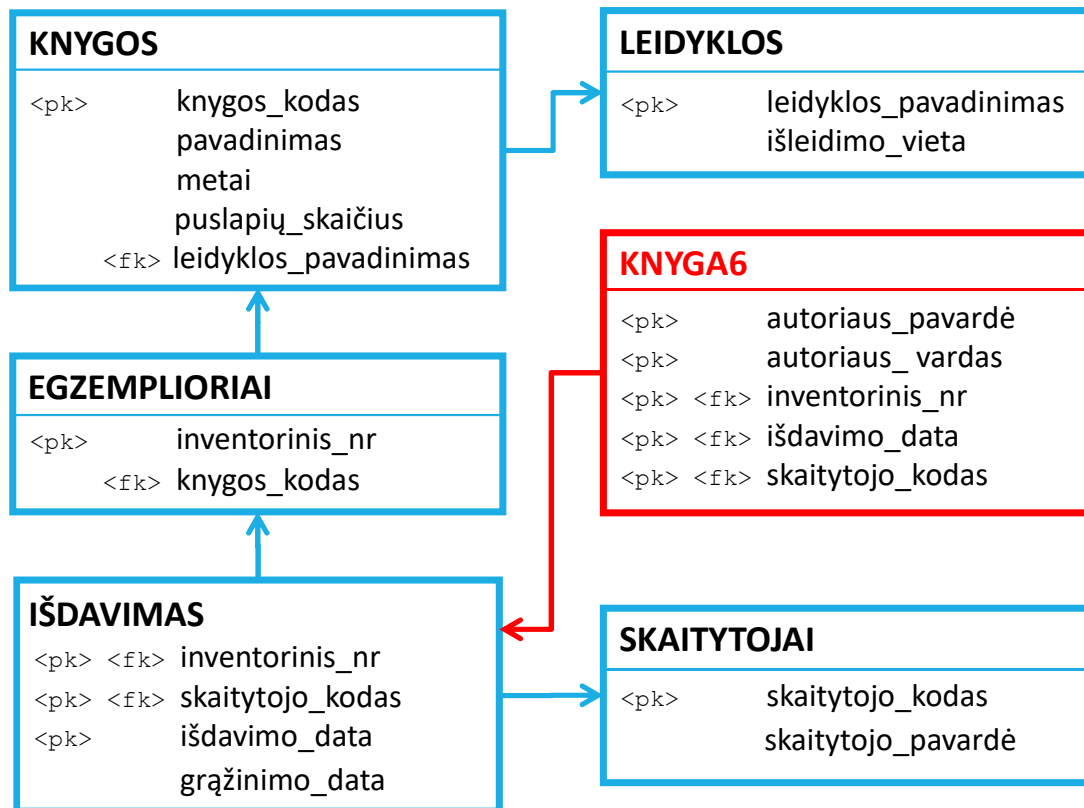 KNYGOS
<pk> knygos_kodas
pavadinimas
metai
puslapių_skaičius
<fk> leidyklos_pavadinimas
LEIDYKLOS
<pk> leidyklos_pavadinimas
išleidimo_vieta
KNYGA6
<pk> autoriaus_pavardė
<pk> autoriaus_ vardas
<pk> <fk> inventorinis_nr
<pk> <fk> išdavimo_data
<pk> <fk> skaitytojo_kodas
EGZEMPLIORIAI
<pk> inventorinis_nr
<fk> knygos_kodas
IŠDAVIMAS
<pk> <fk> inventorinis_nr
<pk> <fk> skaitytojo_kodas
<pk> išdavimo_data
grąžinimo_data
SKAITYTOJAI
<pk> skaitytojo_kodas
skaitytojo_pavardė